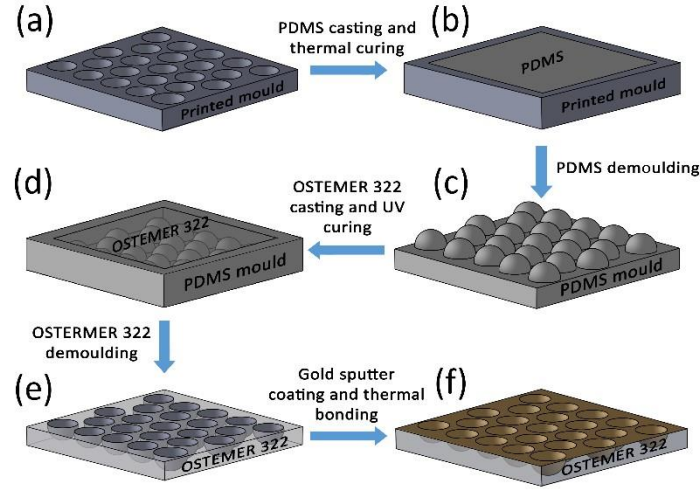 (a)
PDMS casting and
thermal curing
(b)
Printed mould
PDMS
Printed mould
PDMS demoulding
(d)
OSTEMER 322
casting and UV
curing
(c)
OSTEMER 322
PDMS mould
PDMS mould
OSTERMER 322
demoulding
(e)
Gold sputter
coating and thermal
bonding
(f)
OSTEMER 322
OSTEMER 322